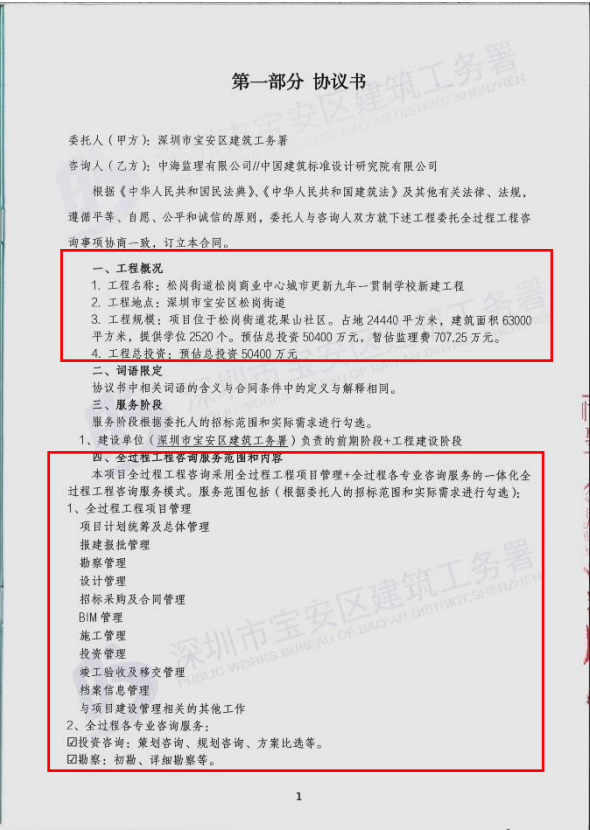 第一部分 协议书
委托人（甲方）：深圳市宝安区建筑工务署
咨询人（乙方）：中海监理有限公司//中国建筑标准设计研究院有限公司
根据《中华人民共和国民法典》、《中华人民共和国建筑法》及其他有关法律、法规，
遵循平等、自愿、公平和诚信的原则，委托人与咨询人双方就下述工程委托全过程工程咨
询事项协商一致，订立本合同。
一、工程概况
1. 工程名称：松岗街道松岗商业中心城市更新九年一贯制学校新建工程
2. 工程地点：深圳市宝安区松岗街道
3. 工程规模：项目位于松岗街道花果山社区。占地 24440 平方米，建筑面积 63000
平方米，提供学位 2520 个。预估总投资 50400 万元，暂估监理费 707.25 万元。
4. 工程总投资：预估总投资 50400 万元
二、词语限定
协议书中相关词语的含义与合同条件中的定义与解释相同。
三、服务阶段
服务阶段根据委托人的招标范围和实际需求进行勾选。
1、建设单位（深圳市宝安区建筑工务署）负责的前期阶段+工程建设阶段
四、全过程工程咨询服务范围和内容
本项目全过程工程咨询采用全过程工程项目管理+全过程各专业咨询服务的一体化全
过程工程咨询服务模式。服务范围包括（根据委托人的招标范围和实际需求进行勾选）：
1、全过程工程项目管理
项目计划统筹及总体管理
报建报批管理
勘察管理
设计管理
招标采购及合同管理
BIM 管理
施工管理
投资管理
竣工验收及移交管理
档案信息管理
与项目建设管理相关的其他工作
2、全过程各专业咨询服务：
☑投资咨询：策划咨询、规划咨询、方案比选等。
☑勘察：初勘、详细勘察等。
1
深圳市宝安区建筑工务署
PUBLIC WORKS BUREAU OF BAO'AN DISTRICT SHENZHEN